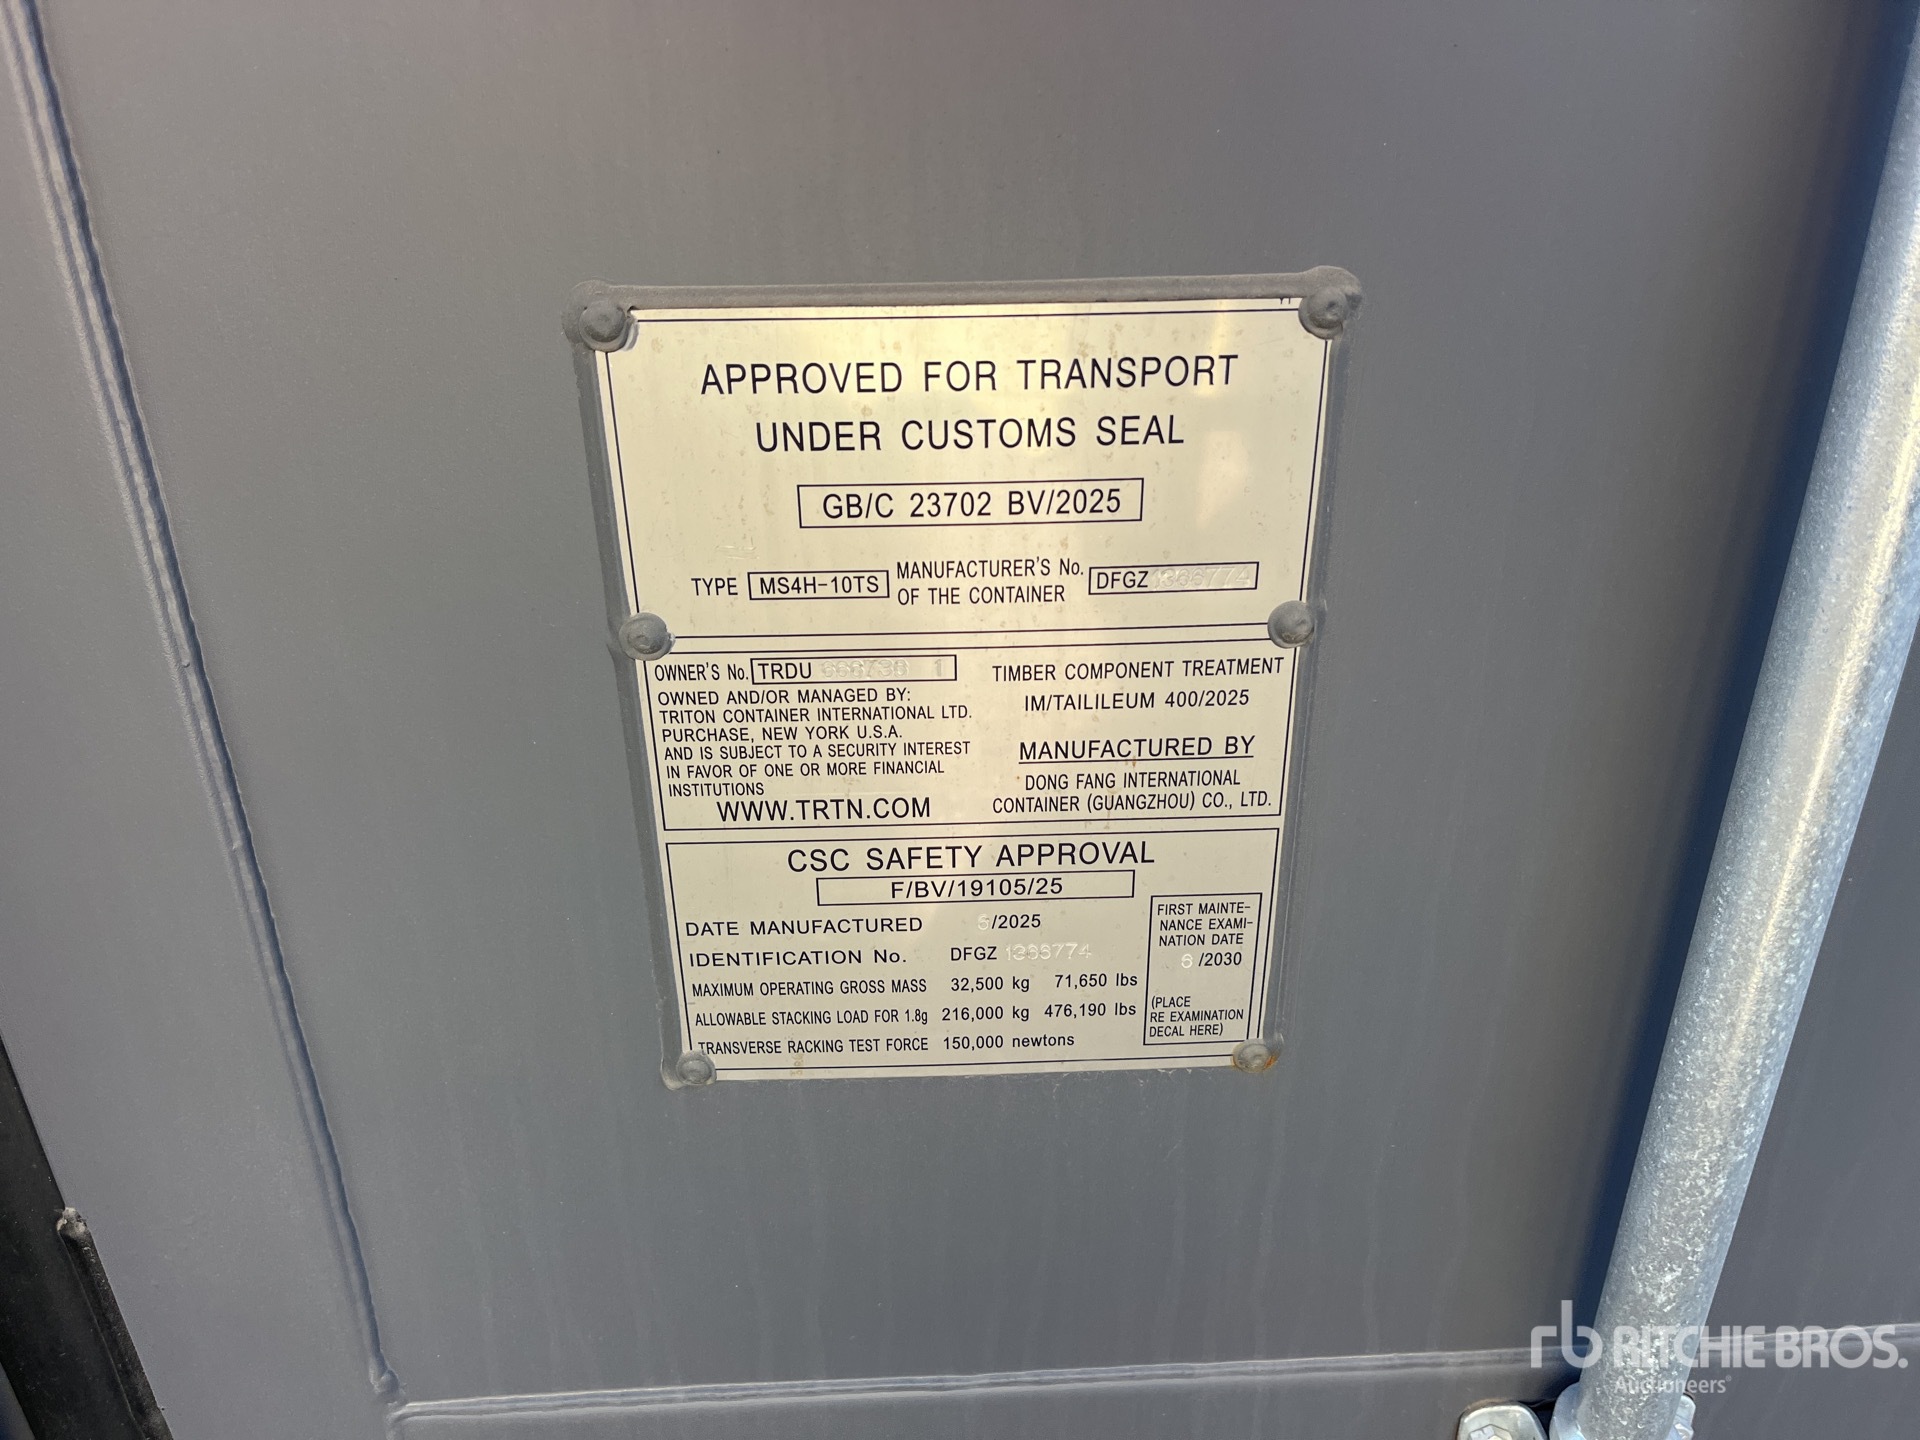 APPROVED FOR TRANSPORT
UNDER CUSTOMS SEAL
GB/C 23702 BV/2025
TYPE MS4H-10TS MANUFACTURER'S No. OF THE CONTAINER DFGZ 1366774
OWNER'S No. TRDU 1
OWNED AND/OR MANAGED BY:
TRITON CONTAINER INTERNATIONAL LTD.
PURCHASE, NEW YORK U.S.A.
AND IS SUBJECT TO A SECURITY INTEREST
IN FAVOR OF ONE OR MORE FINANCIAL
INSTITUTIONS
WWW.TRTN.COM
TIMBER COMPONENT TREATMENT
IM/TAILILEUM 400/2025
MANUFACTURED BY
DONG FANG INTERNATIONAL
CONTAINER (GUANGZHOU) CO., LTD.
CSC SAFETY APPROVAL
F/BV/19105/25
DATE MANUFACTURED 6/2025
IDENTIFICATION No. DFGZ 1366774
MAXIMUM OPERATING GROSS MASS 32,500 kg 71,650 lbs
ALLOWABLE STACKING LOAD FOR 1.8g 216,000 kg 476,190 lbs
TRANSVERSE RACKING TEST FORCE 150,000 newtons
FIRST MAINTE-
NANCE EXAMI-
NATION DATE
6 /2030
(PLACE
RE EXAMINATION
DECAL HERE)
rb RITCHIE BROS.
Auctioneers